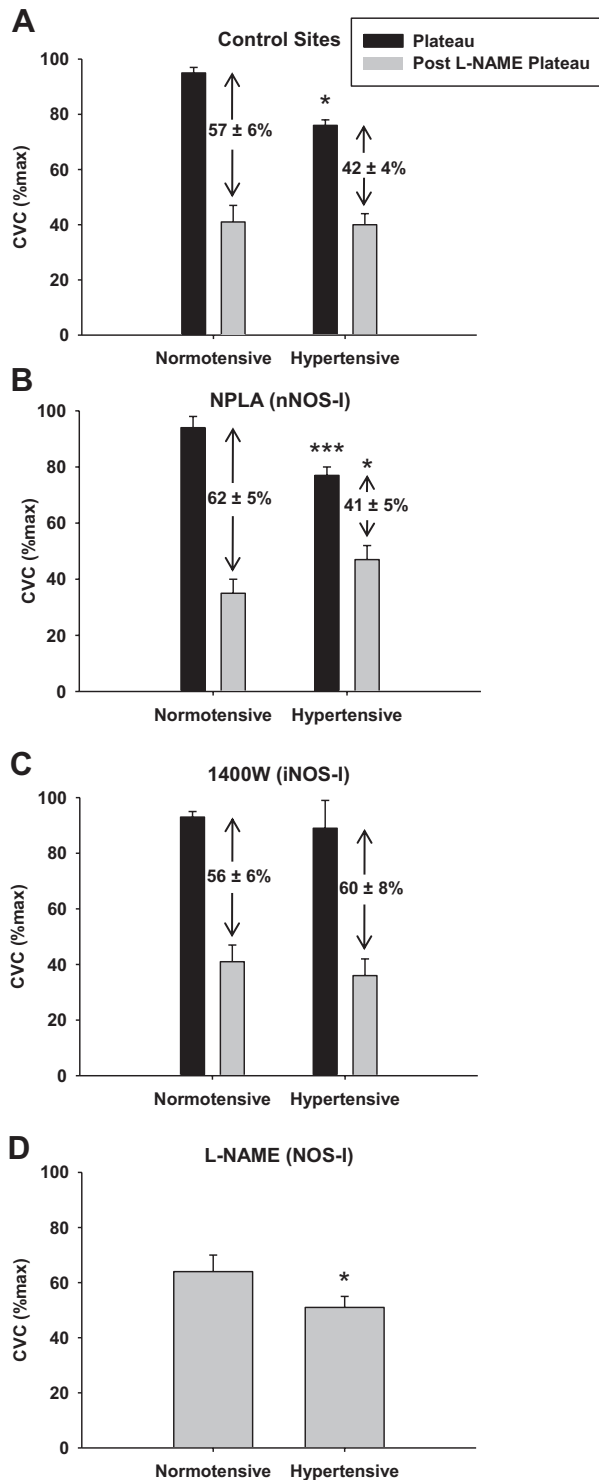 A
Control Sites
Plateau
Post L-NAME Plateau
CVC (%max)
100
80
60
40
20
0
57 ± 6%
*
42 ± 4%
Normotensive
Hypertensive
B
NPLA (nNOS-I)
CVC (%max)
100
80
60
40
20
0
62 ± 5%
***
*
41 ± 5%
Normotensive
Hypertensive
C
1400W (iNOS-I)
CVC (%max)
100
80
60
40
20
0
56 ± 6%
60 ± 8%
Normotensive
Hypertensive
D
L-NAME (NOS-I)
CVC (%max)
100
80
60
40
20
0
*
Normotensive
Hypertensive